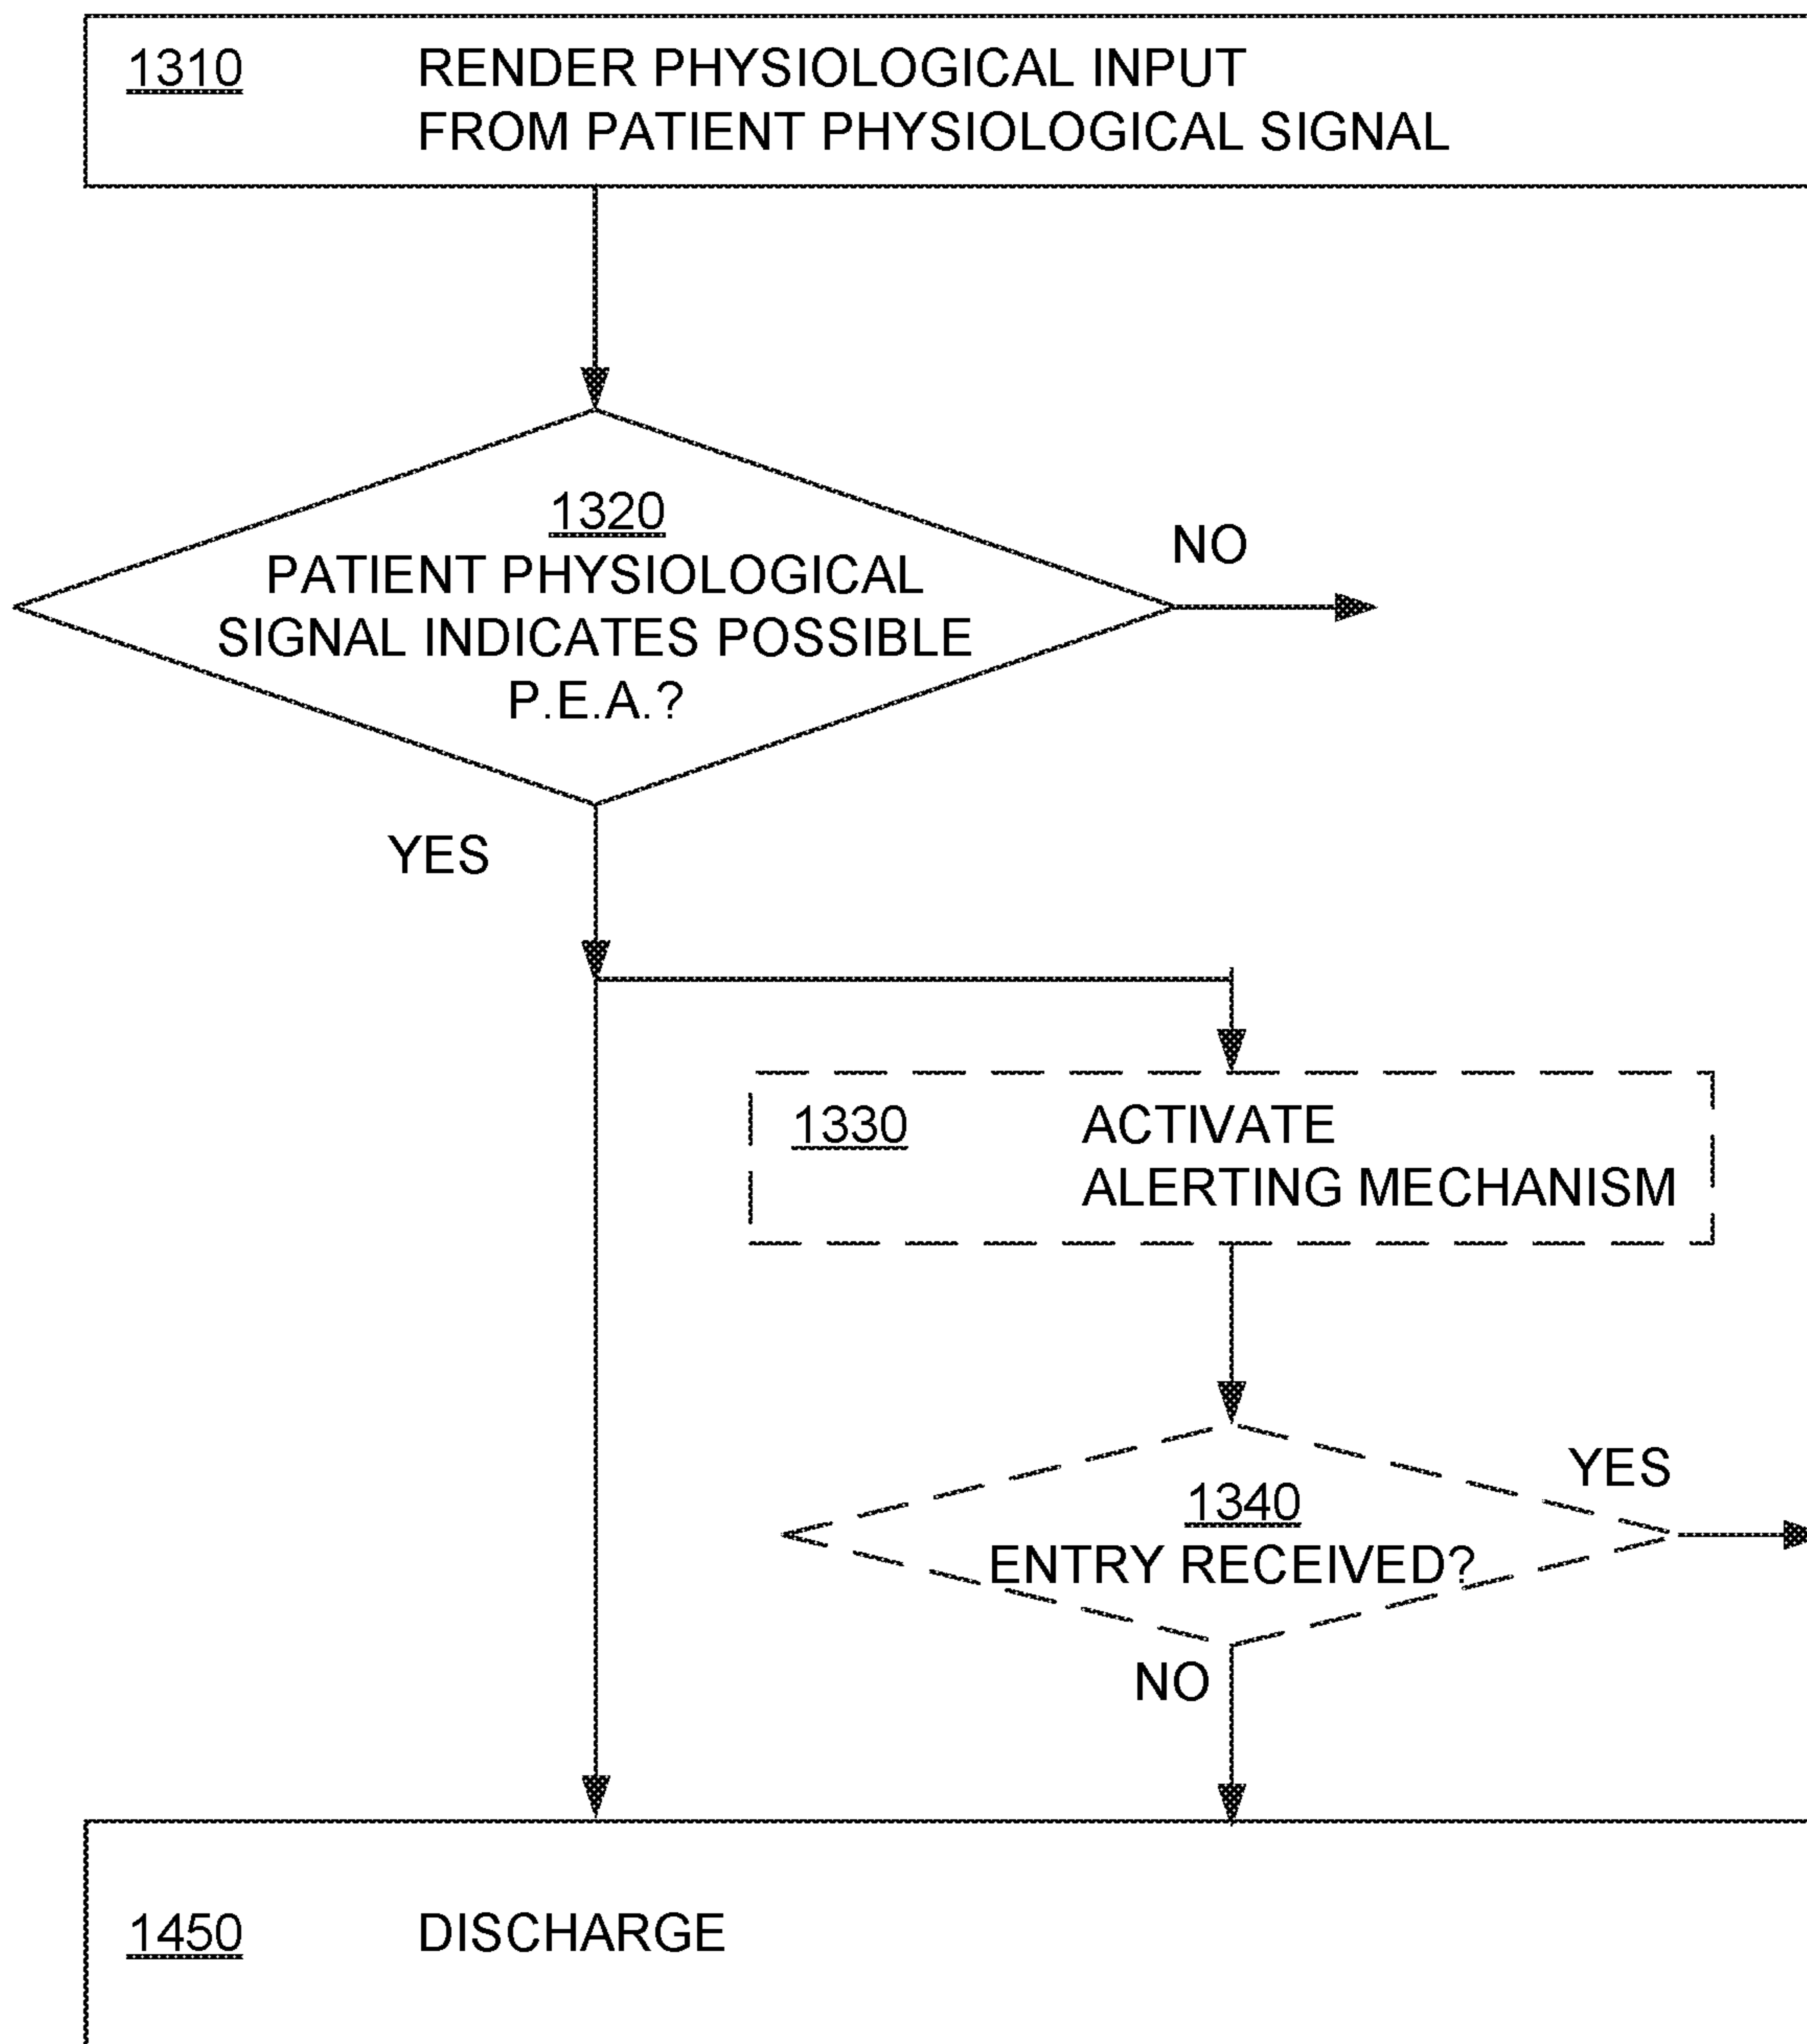 1310 RENDER PHYSIOLOGICAL INPUT
FROM PATIENT PHYSIOLOGICAL SIGNAL
1320
PATIENT PHYSIOLOGICAL
SIGNAL INDICATES POSSIBLE
P.E.A.?
NO
YES
1330 ACTIVATE
ALERTING MECHANISM
YES
1340
ENTRY RECEIVED?
NO
1450 DISCHARGE